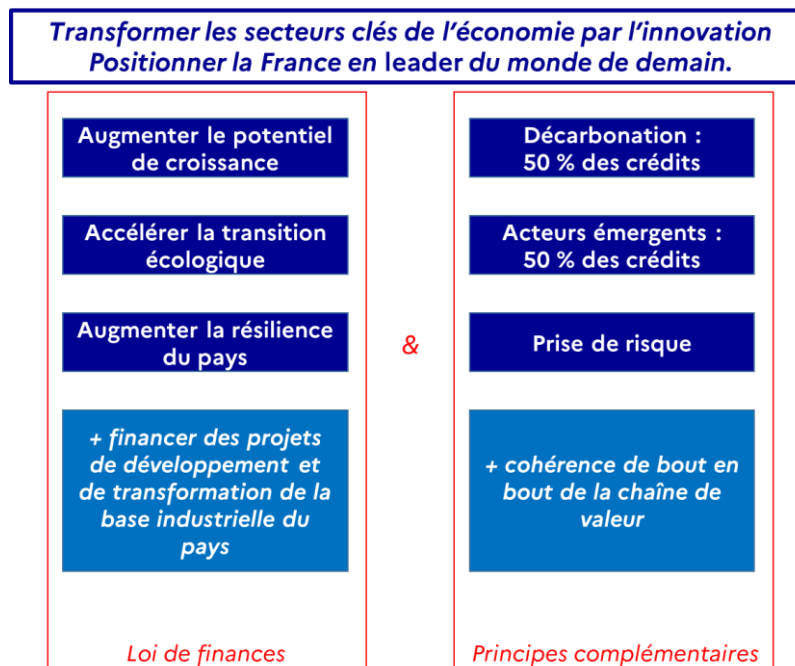 Transformer les secteurs clés de l’économie par l’innovation
Positionner la France en leader du monde de demain.
Augmenter le potentiel
de croissance
Accélérer la transition
écologique
Augmenter la résilience
du pays
+ financer des projets
de développement et
de transformation de la
base industrielle du
pays
Loi de finances
&
Décarbonation :
50 % des crédits
Acteurs émergents :
50 % des crédits
Prise de risque
+ cohérence de bout en
bout de la chaîne de
valeur
Principes complémentaires